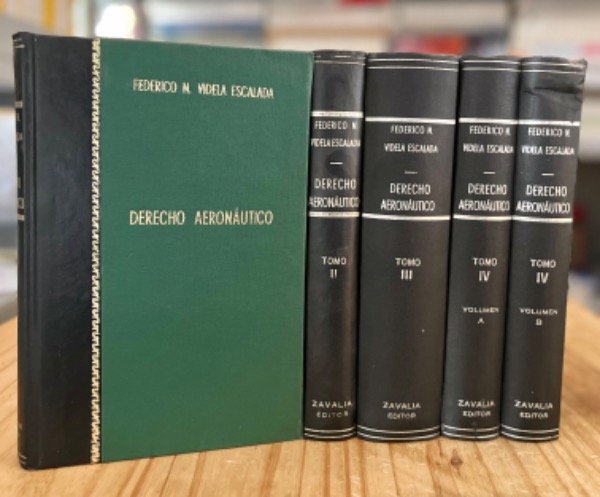 FEDERICO N. VIDELA ESCALADA
DERECHO AERONÁUTICO
FEDERICO N.
VIDELA ESCALADA
DERECHO
AERONÁUTICO
TOMO
II
ZAVALIA
EDITOR
FEDERICO N.
VIDELA ESCALADA
DERECHO
AERONÁUTICO
TOMO
III
ZAVALIA
EDITOR
FEDERICO N.
VIDELA ESCALADA
DERECHO
AERONÁUTICO
TOMO
IV
VOLUMEN
A
ZAVALIA
EDITOR
FEDERICO N.
VIDELA ESCALADA
DERECHO
AERONÁUTICO
TOMO
IV
VOLUMEN
B
ZAVALIA
EDITOR